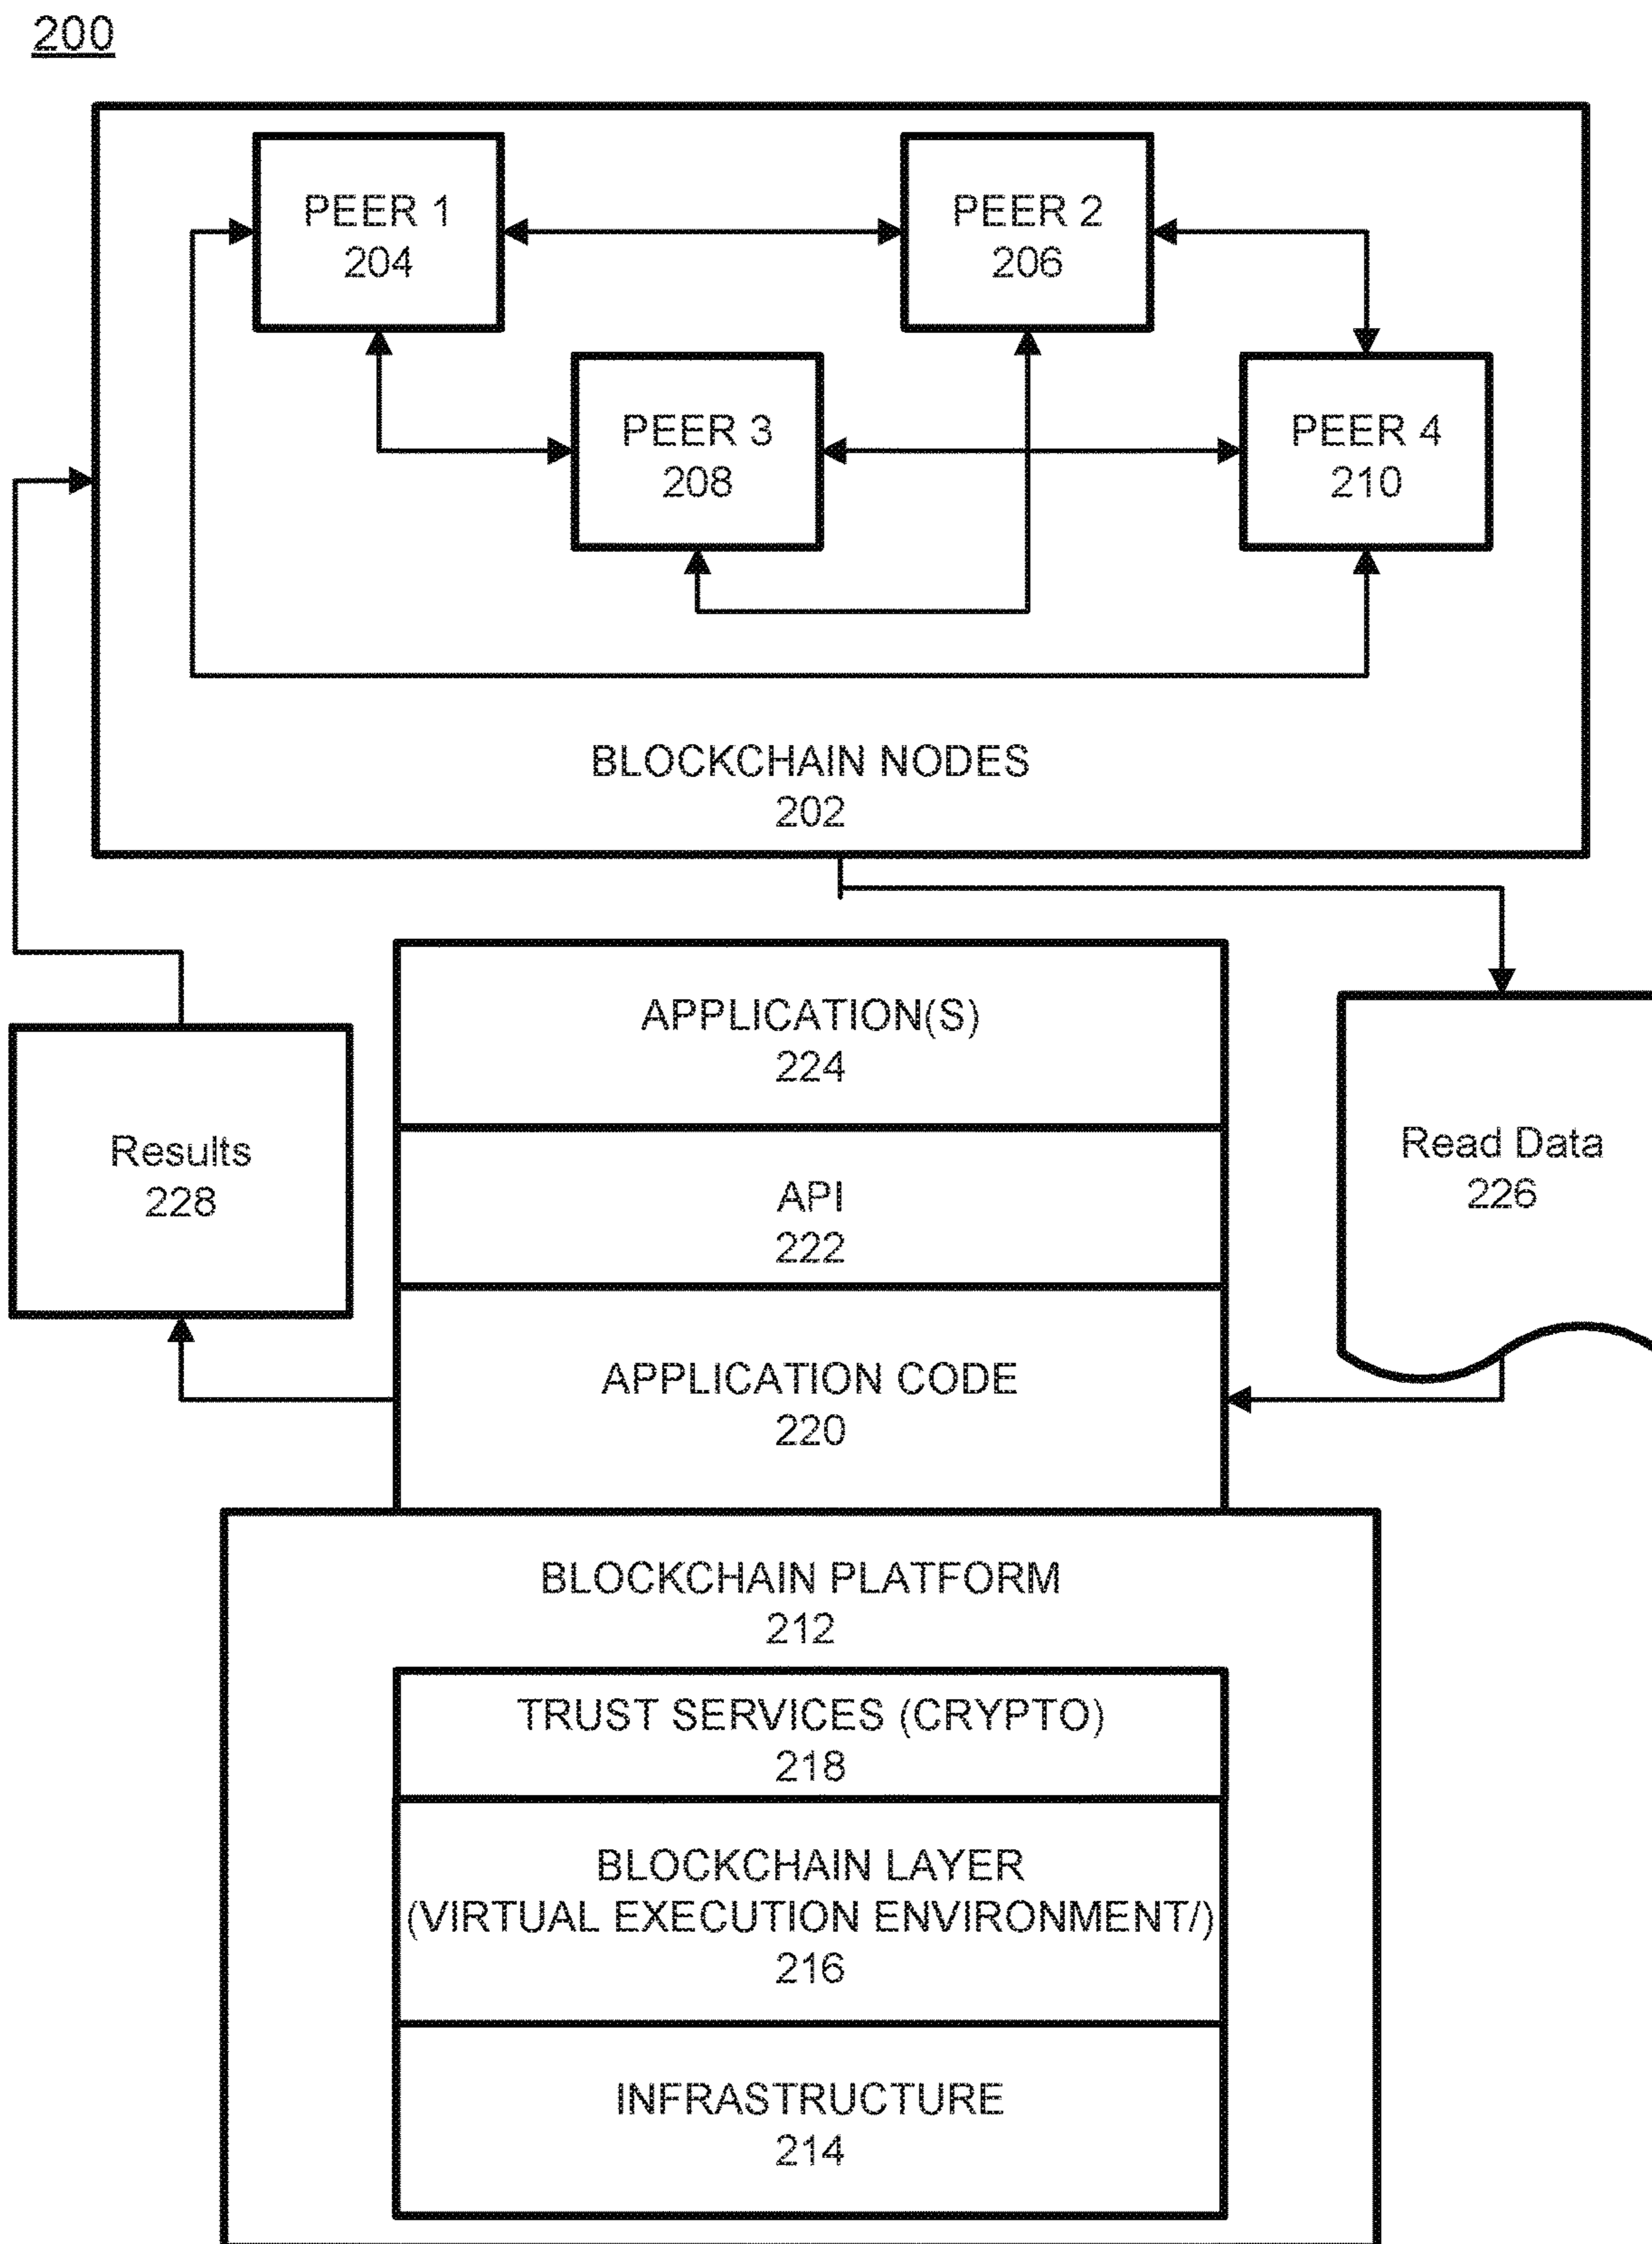 200
PEER 1
204
PEER 2
206
PEER 3
208
PEER 4
210
BLOCKCHAIN NODES
202
APPLICATION(S)
224
Results
228
API
222
Read Data
226
APPLICATION CODE
220
BLOCKCHAIN PLATFORM
212
TRUST SERVICES (CRYPTO)
218
BLOCKCHAIN LAYER
(VIRTUAL EXECUTION ENVIRONMENT/)
216
INFRASTRUCTURE
214